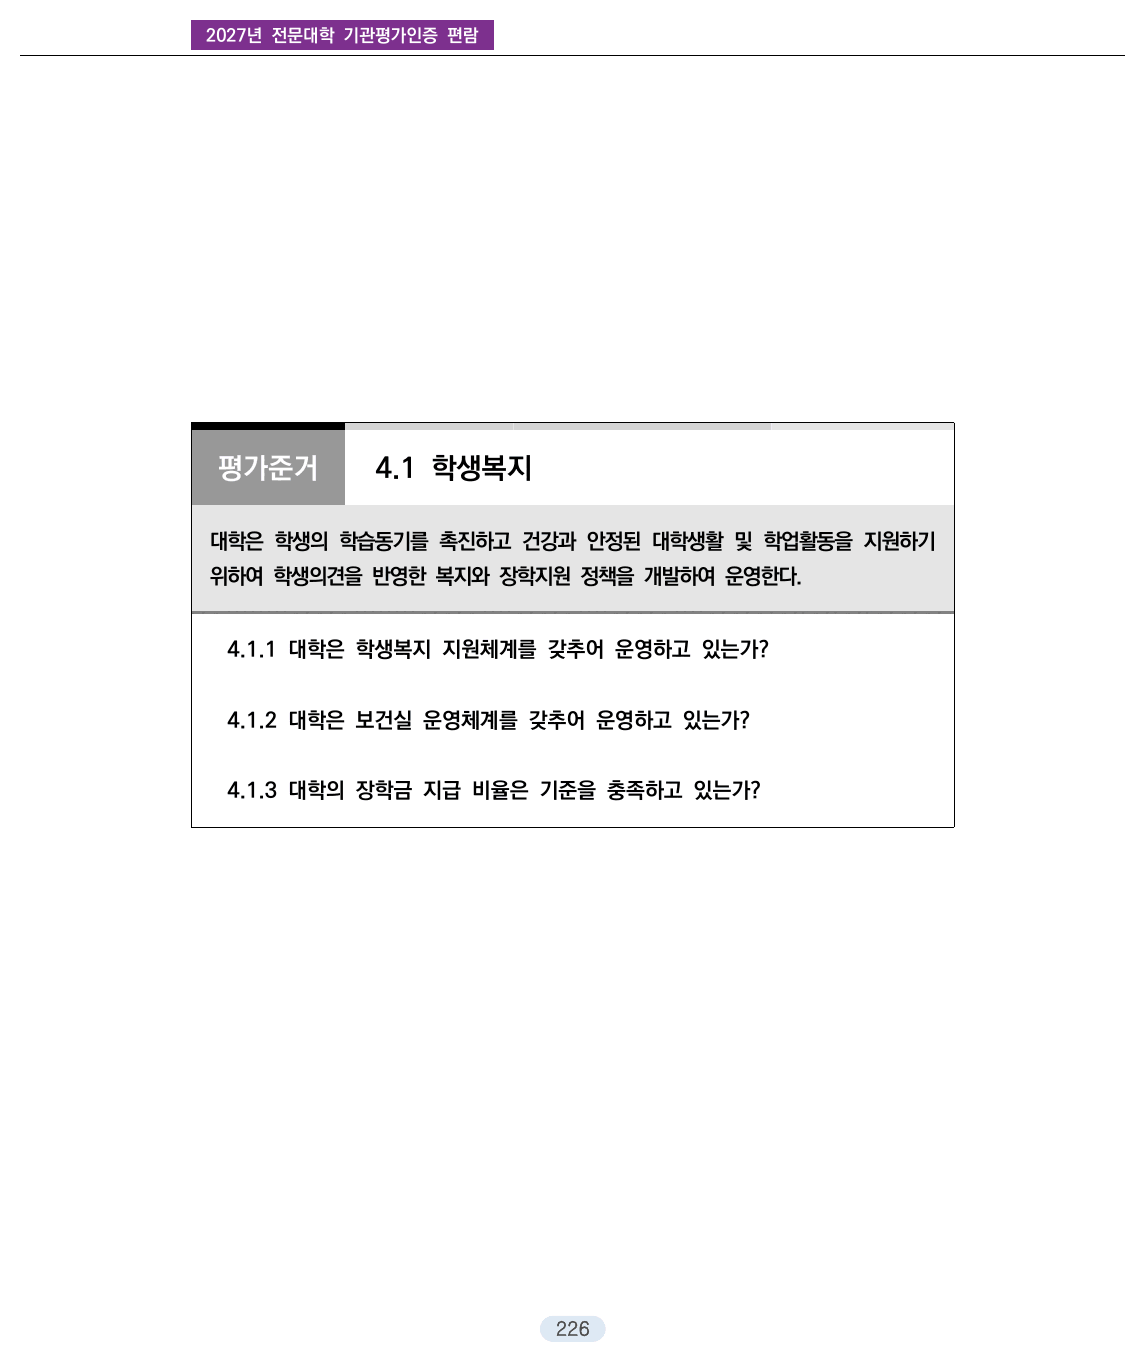 2027년 전문대학 기관평가인증 편람
평가준거
4.1 학생복지
대학은 학생의 학습동기를 촉진하고 건강과 안정된 대학생활 및 학업활동을 지원하기
위하여 학생의견을 반영한 복지와 장학지원 정책을 개발하여 운영한다.
4.1.1 대학은 학생복지 지원체계를 갖추어 운영하고 있는가?
4.1.2 대학은 보건실 운영체계를 갖추어 운영하고 있는가?
4.1.3 대학의 장학금 지급 비율은 기준을 충족하고 있는가?
226